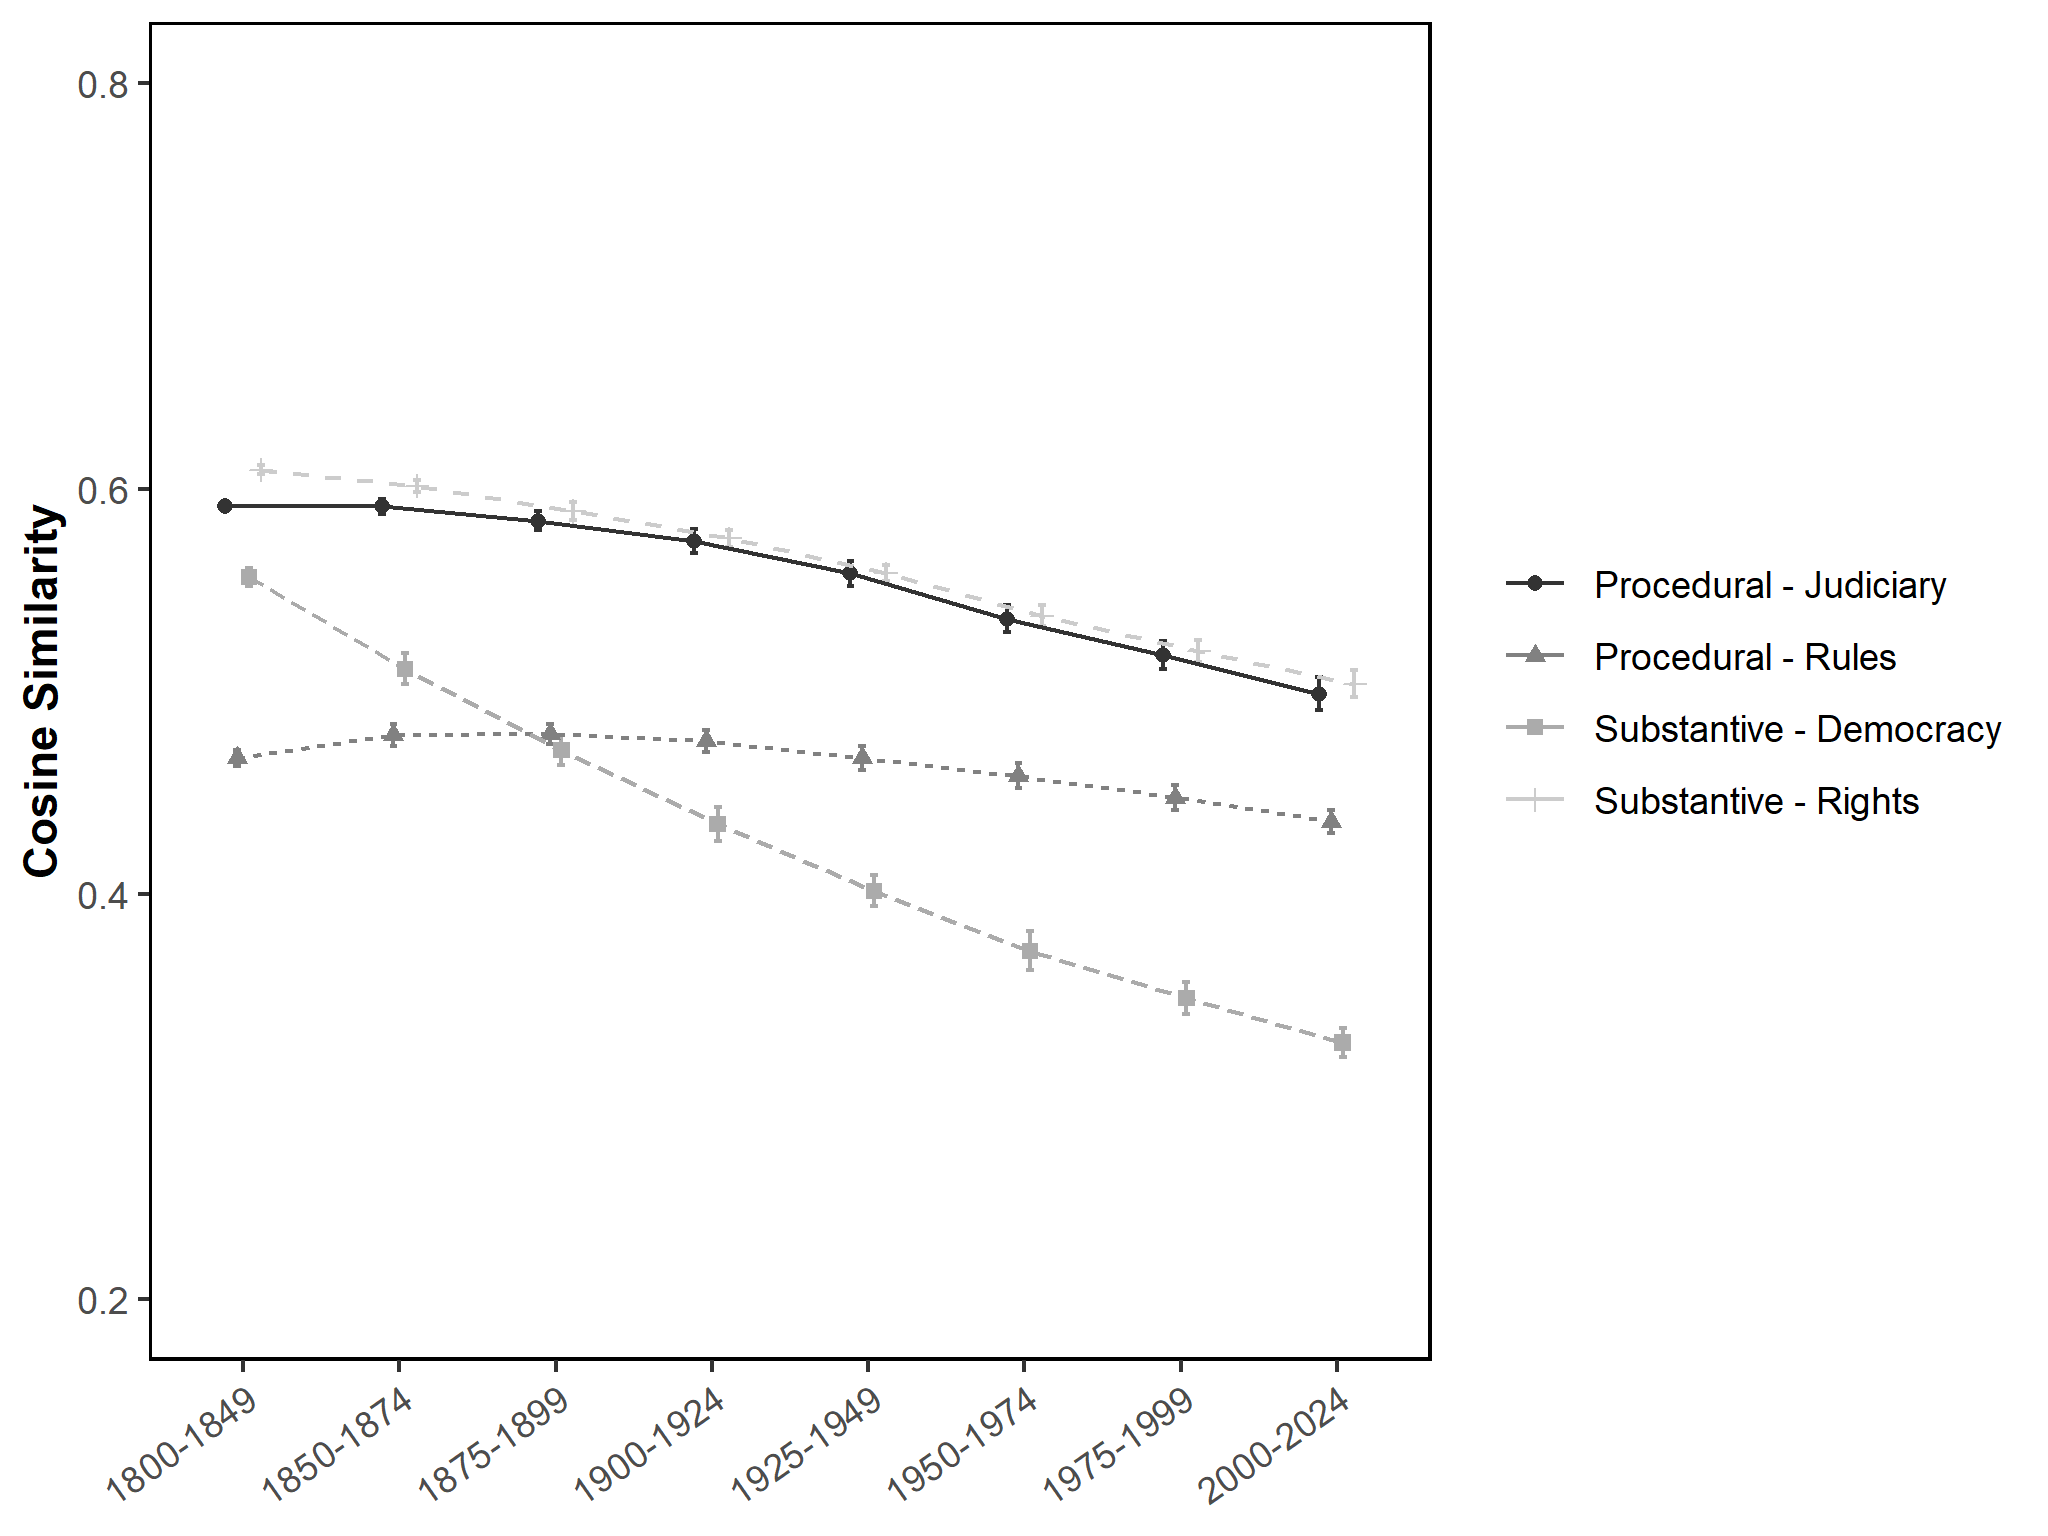 Cosine Similarity
0.8
0.6
0.4
0.2
1800-1849
1850-1874
1875-1899
1900-1924
1925-1949
1950-1974
1975-1999
2000-2024
Procedural - Judiciary
Procedural - Rules
Substantive - Democracy
Substantive - Rights